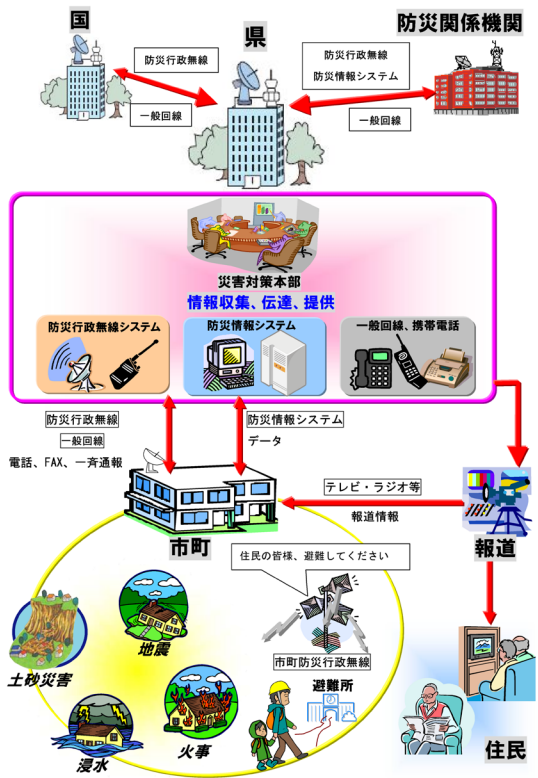 国
県
防災関係機関
防災行政無線
一般回線
防災行政無線
防災情報システム
一般回線
災害対策本部
情報収集、伝達、提供
防災行政無線システム
防災情報システム
一般回線、携帯電話
防災行政無線
一般回線
電話、FAX、一斉通報
防災情報システム
データ
テレビ・ラジオ等
報道情報
市町
報道
住民の皆様、避難してください
地震
土砂災害
市町防災行政無線
避難所
火事
浸水
住民